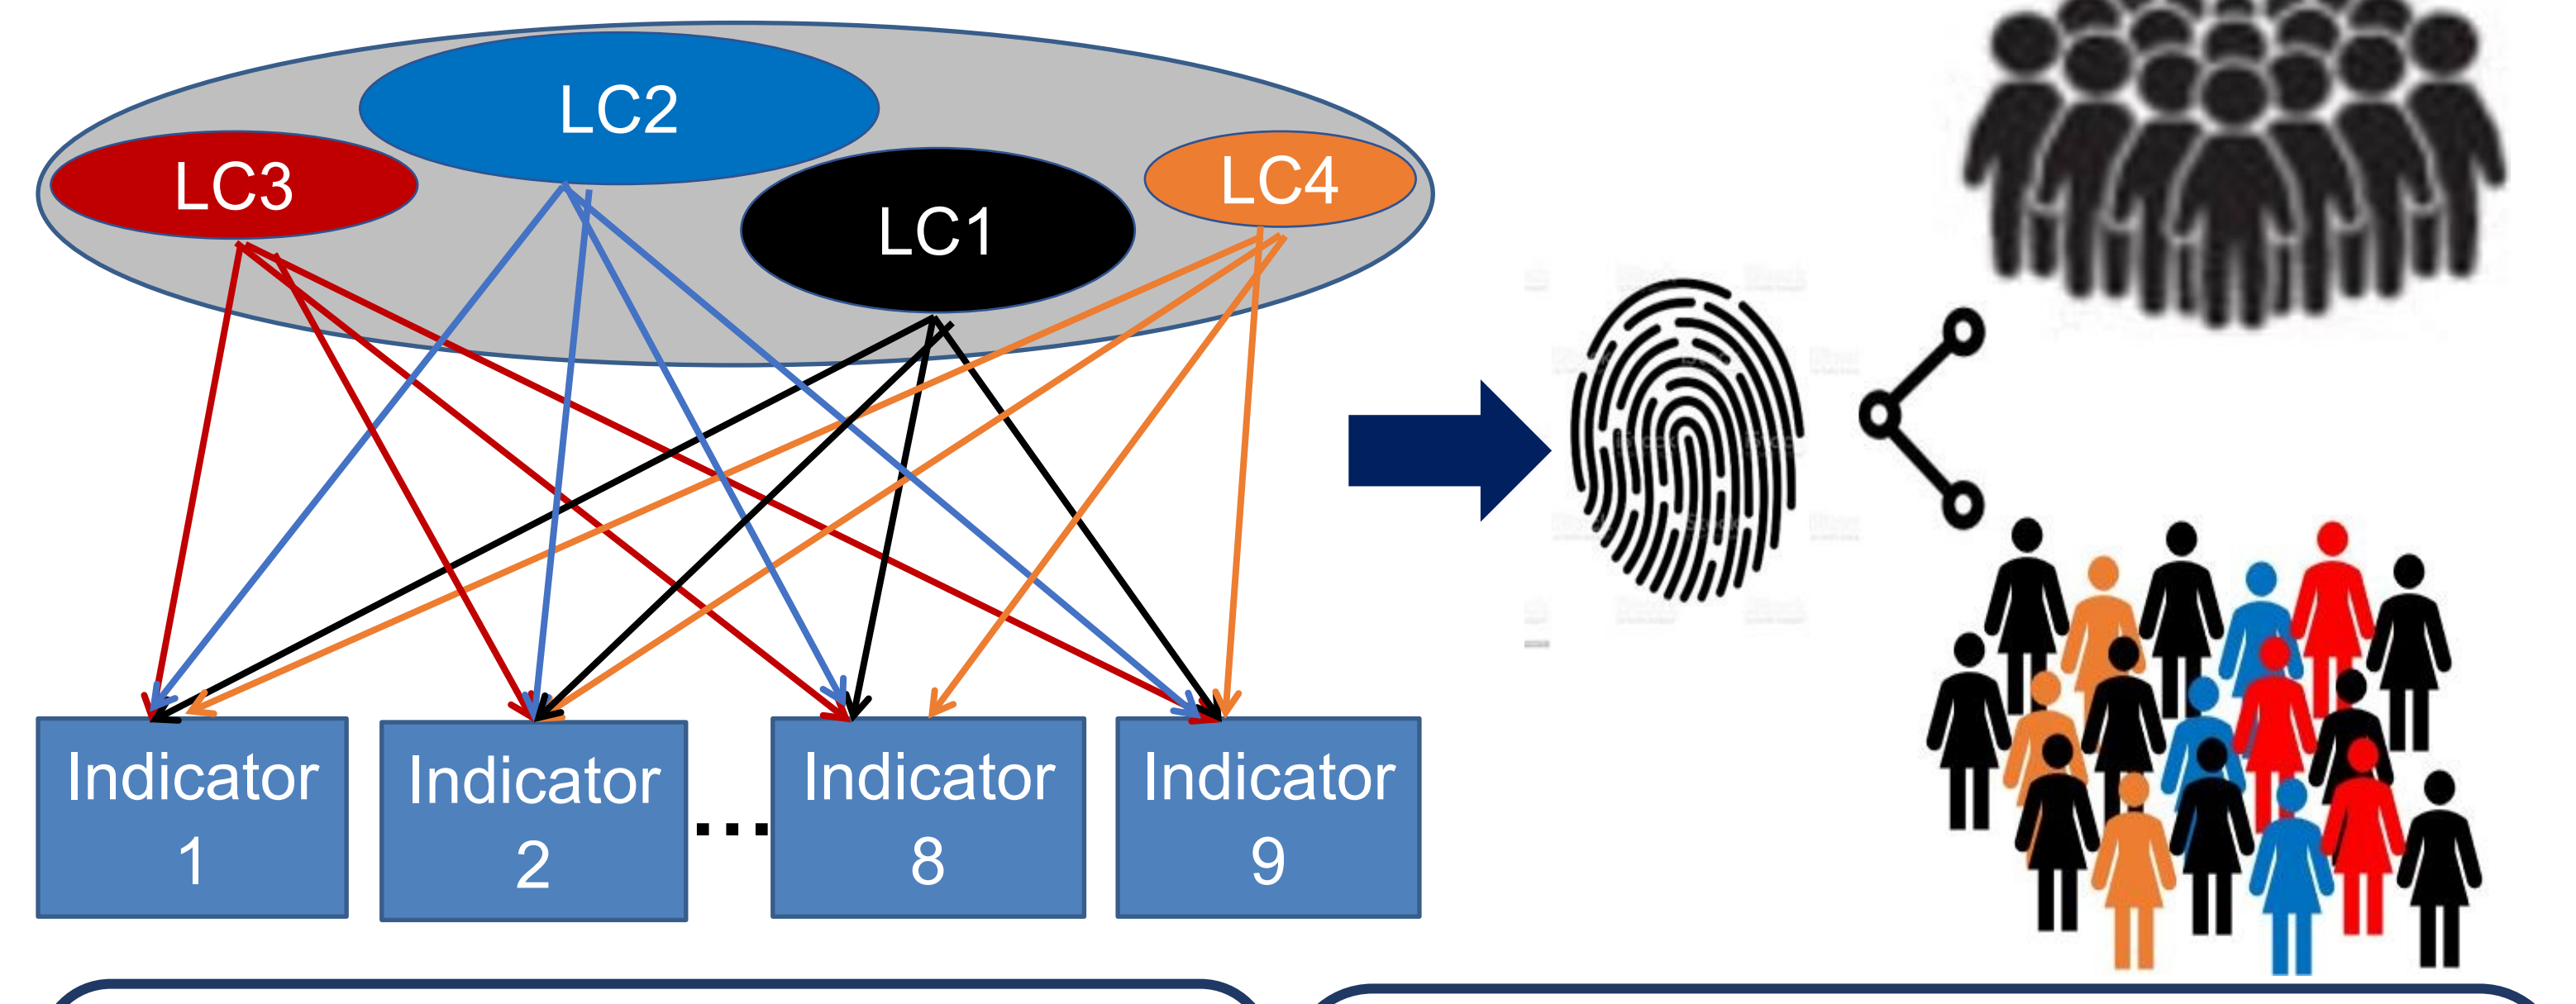 LC2
LC3
LC4
LC1
Indicator
1
Indicator
2
...
Indicator
8
Indicator
9